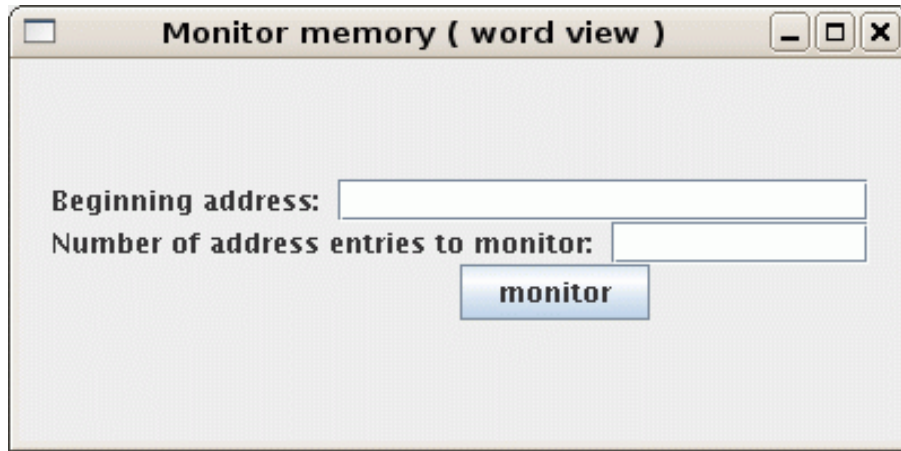 Monitor memory ( word view )
Beginning address:
Number of address entries to monitor:
monitor